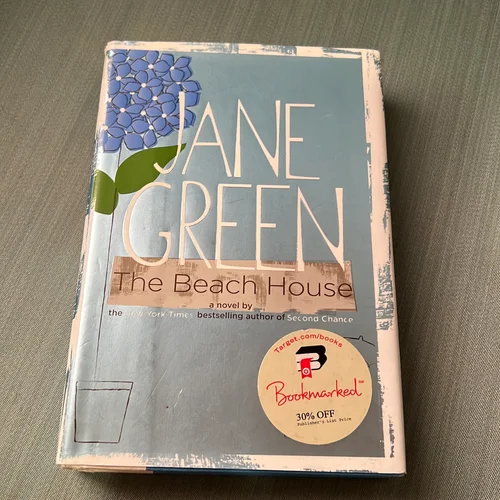 JANE
GREEN
The Beach House
a novel by
the New York Times bestselling author of Second Chance
Target.com/books
B
Bookmarked℠
30% OFF
Publisher's List Price